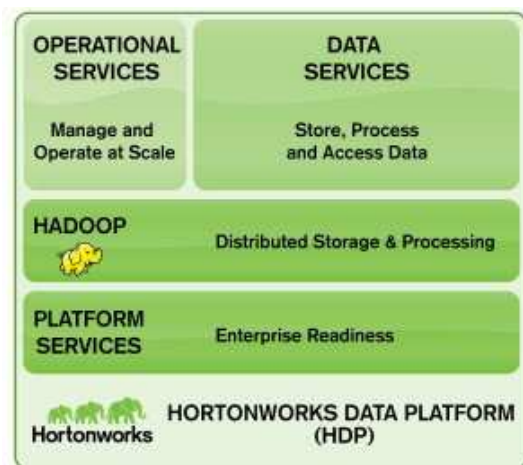 OPERATIONAL
SERVICES
Manage and
Operate at Scale
DATA
SERVICES
Store, Process
and Access Data
HADOOP
Distributed Storage & Processing
PLATFORM
SERVICES
Enterprise Readiness
Hortonworks
HORTONWORKS DATA PLATFORM
(HDP)